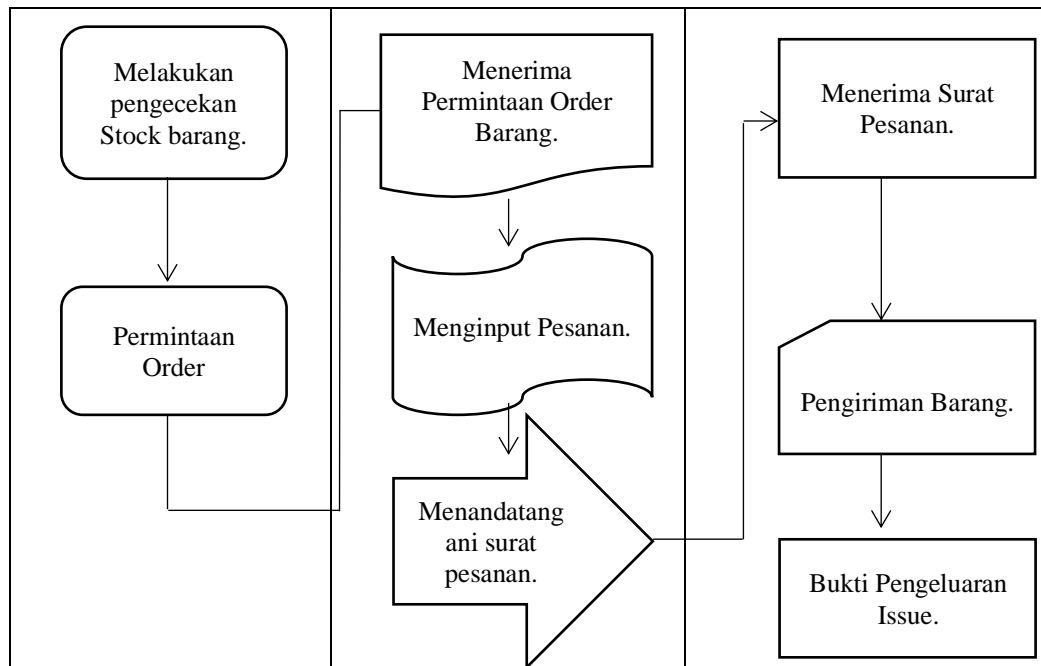 Melakukan
pengecekan
Stock barang.
Permintaan
Order
Menerima
Permintaan Order
Barang.
Menginput Pesanan.
Menandatang
ani surat
pesanan.
Menerima Surat
Pesanan.
Pengiriman Barang.
Bukti Pengeluaran
Issue.